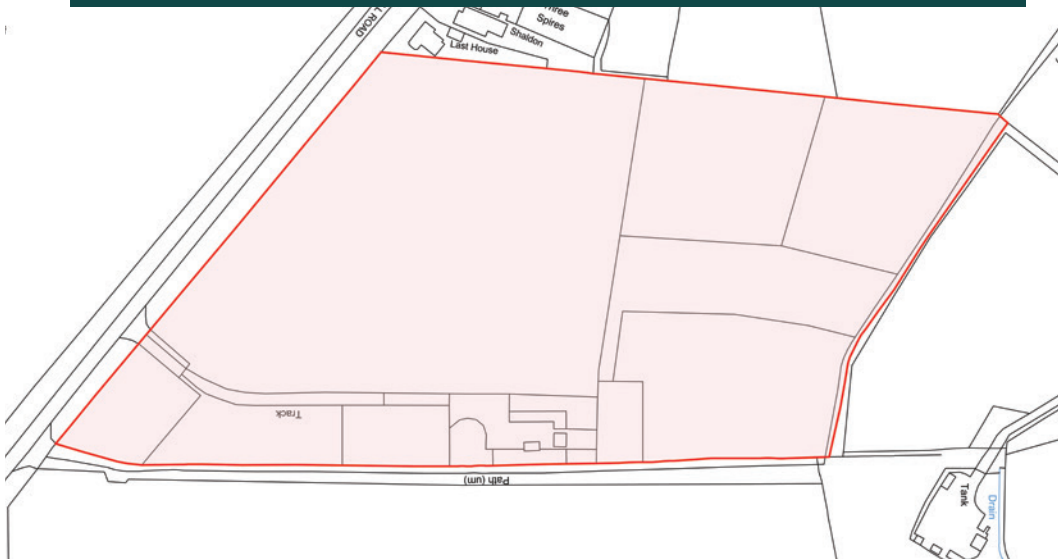 L ROAD
Three
Spires
Shaldon
Last House
Track
Path (um)
Tank
Drain